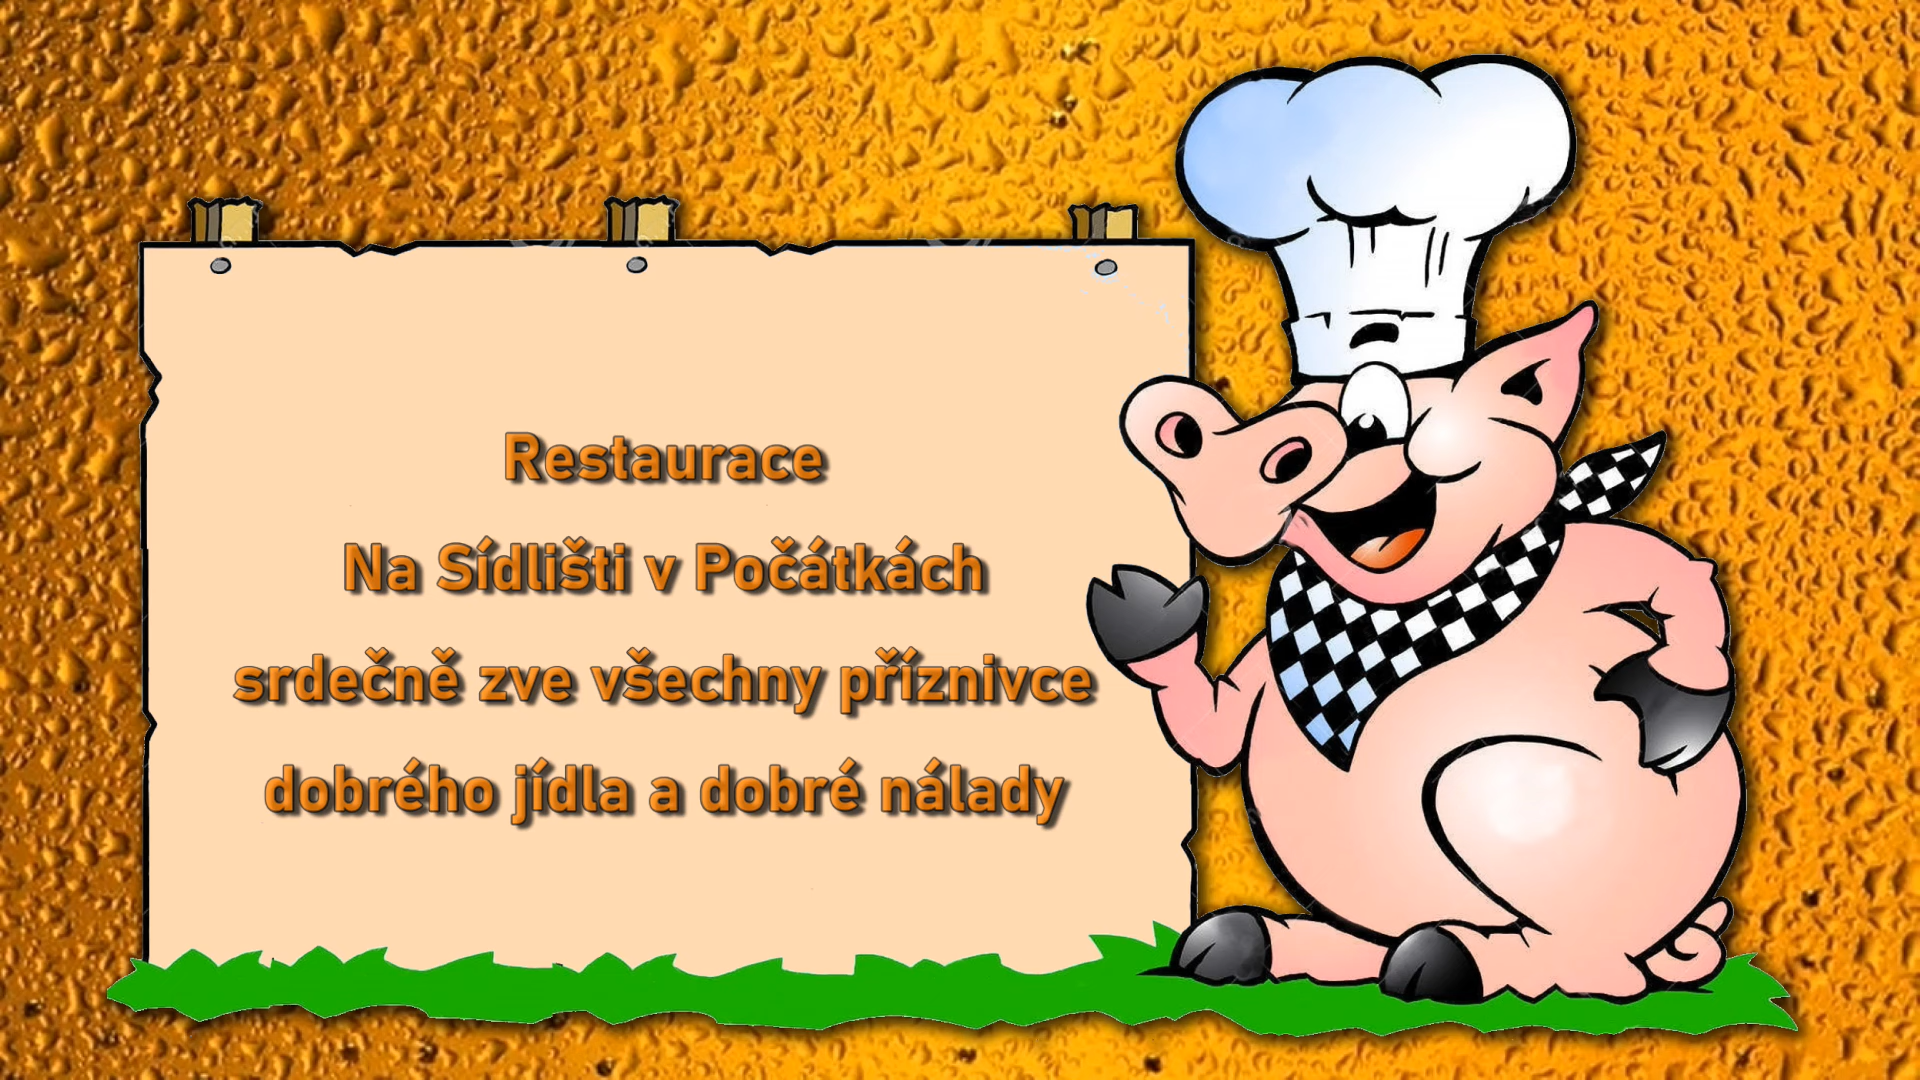 Restaurace
Na Sídlišti v Počátkách
srdečně zve všechny příznivce
dobrého jídla a dobré nálady